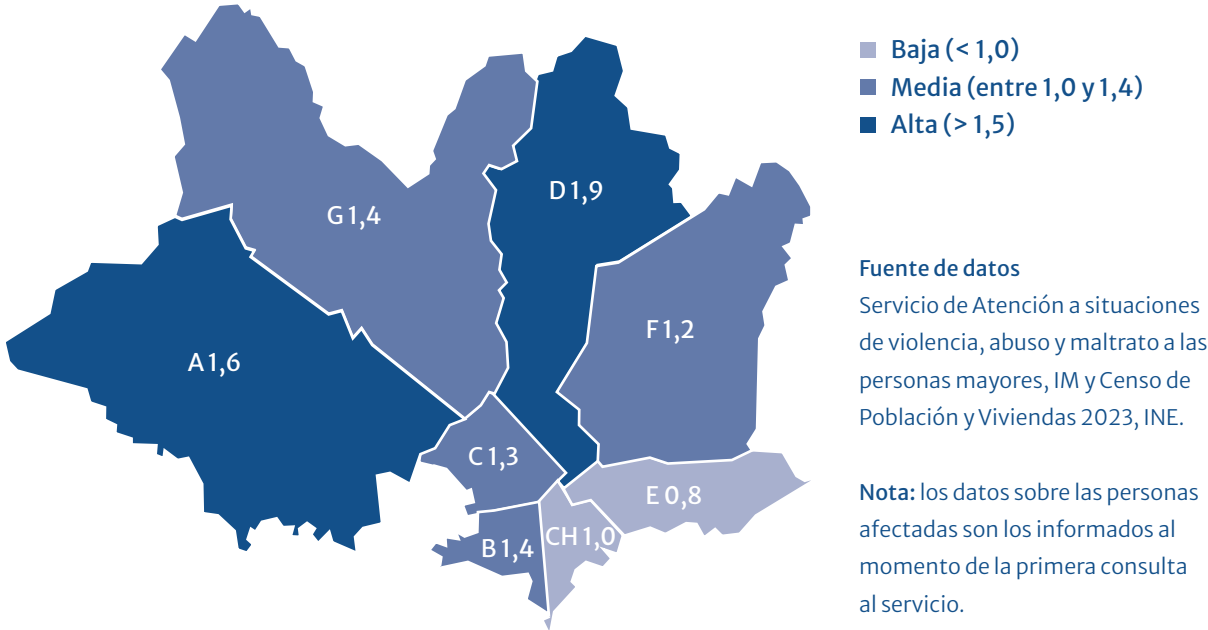 Baja (< 1,0)
Media (entre 1,0 y 1,4)
Alta (> 1,5)
D 1,9
G 1,4
F 1,2
A 1,6
C 1,3
E 0,8
CH 1,0
B 1,4
Fuente de datos
Servicio de Atención a situaciones
de violencia, abuso y maltrato a las
personas mayores, IM y Censo de
Población y Viviendas 2023, INE.
Nota: los datos sobre las personas
afectadas son los informados al
momento de la primera consulta
al servicio.